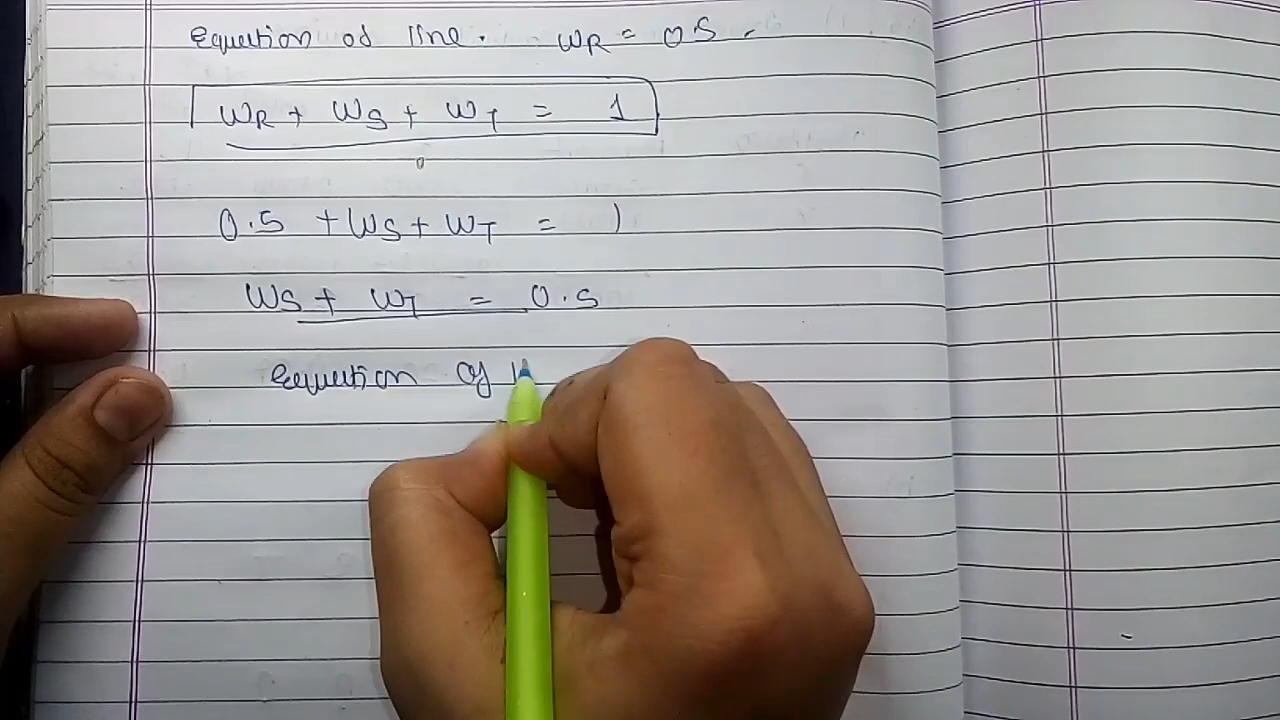 Equation of line. WR = 0.5.
WR + WS + WT = 1
0.5 + WS + WT = 1
WS + WT = 0.5
Equation of